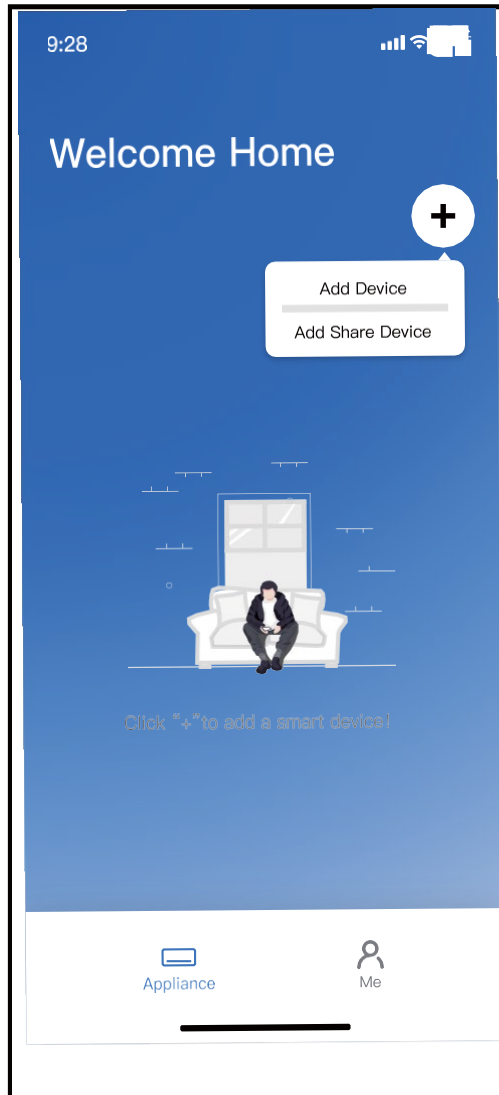 9:28
Welcome Home
+
Add Device
Add Share Device
Click "+"to add a smart device!
Appliance
Me